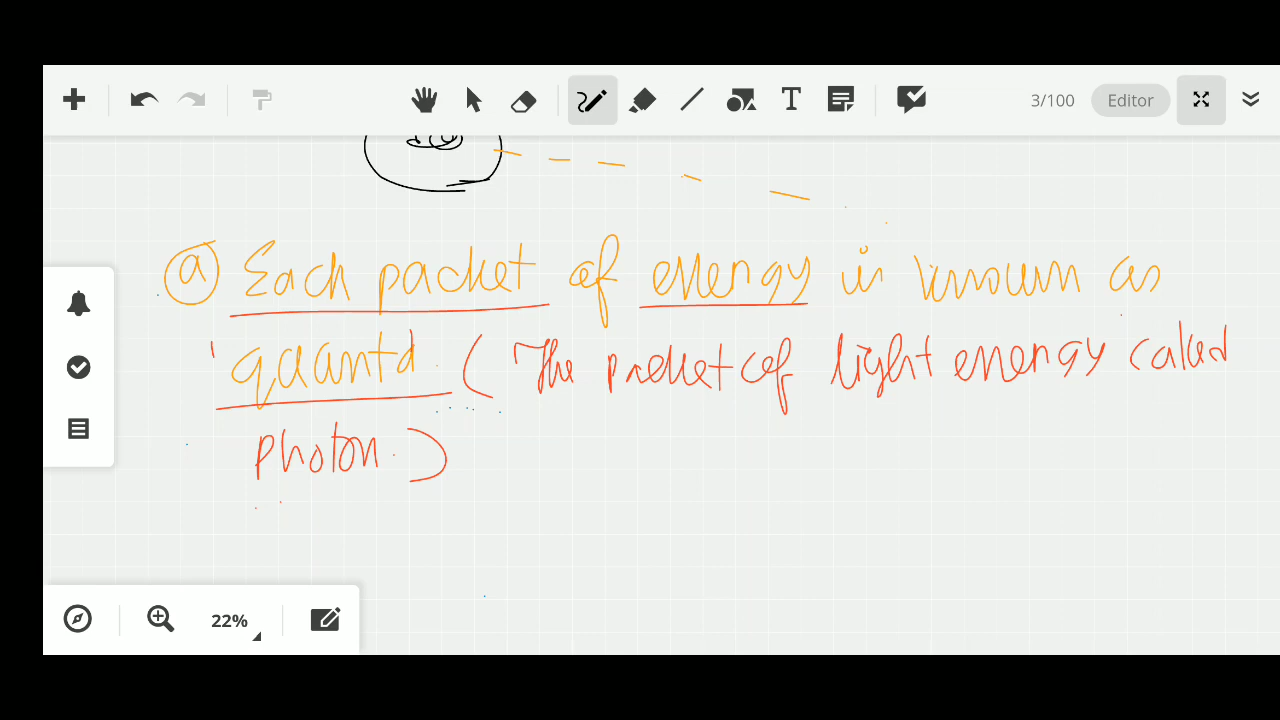 3/100 Editor
ⓐ Each packet of energy is known as
quanta (The packet of light energy called
photon.)
22%